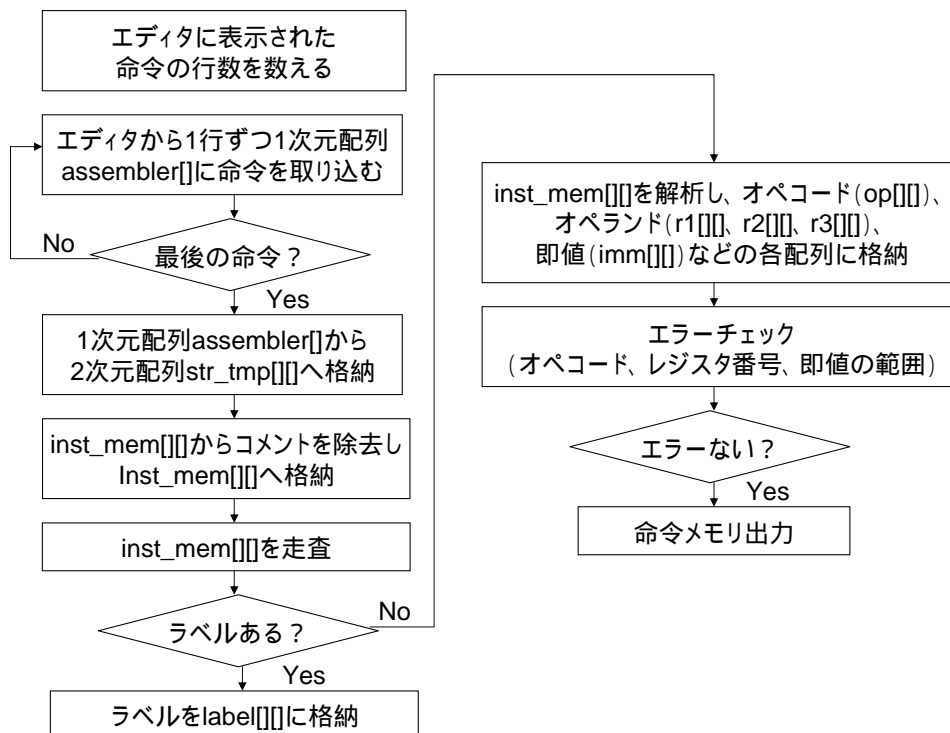 エディタに表示された
命令の行数を数える
エディタから1行ずつ1次元配列
assembler[]に命令を取り込む
No
最後の命令？
Yes
1次元配列assembler[]から
2次元配列str_tmp[][]へ格納
inst_mem[][]からコメントを除去し
Inst_mem[][]へ格納
inst_mem[][]を走査
No
ラベルある？
Yes
ラベルをlabel[][]に格納
inst_mem[][]を解析し、オペコード(op[][])、
オペランド(r1[][]、r2[][]、r3[][])、
即値(imm[][])などの各配列に格納
エラーチェック
(オペコード、レジスタ番号、即値の範囲)
エラーない？
Yes
命令メモリ出力